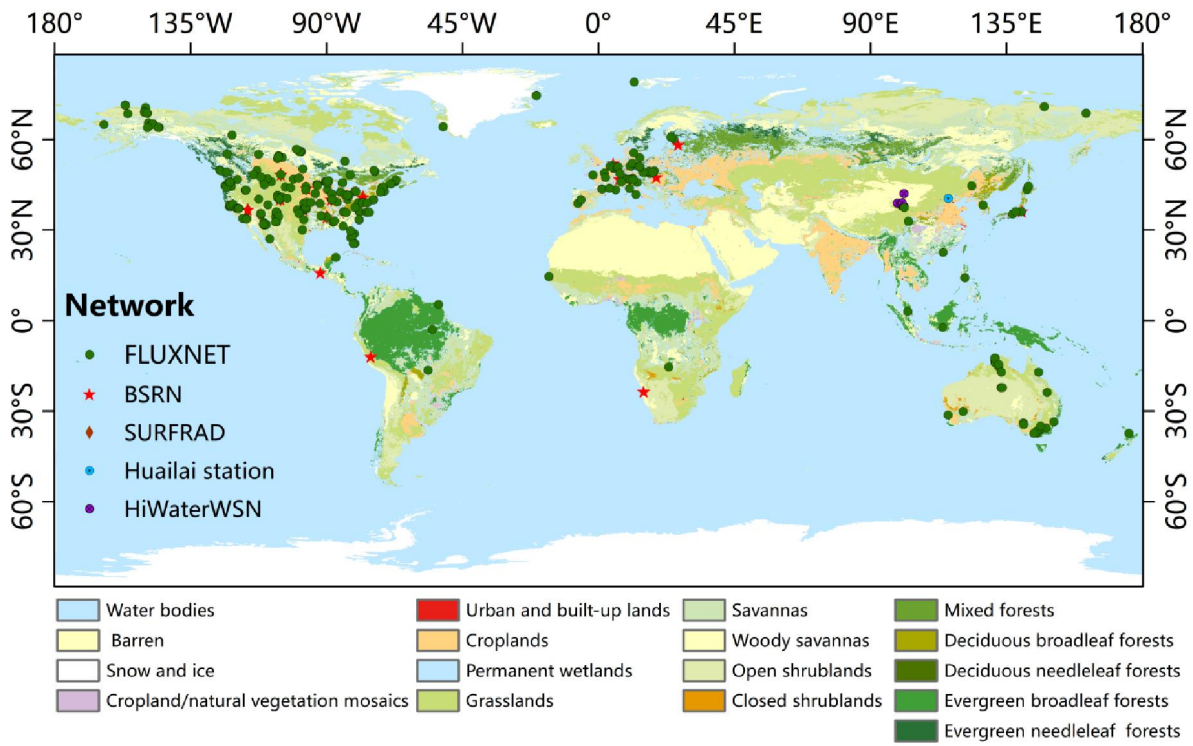 180° 135°W 90°W 45°W 0° 45°E 90°E 135°E 180°
60°N 60°N
30°N 30°N
0° 0°
30°S 30°S
60°S 60°S
Network
FLUXNET
BSRN
SURFRAD
Huailai station
HiWaterWSN
Water bodies
Barren
Snow and ice
Cropland/natural vegetation mosaics
Urban and built-up lands
Croplands
Permanent wetlands
Grasslands
Savannas
Woody savannas
Open shrublands
Closed shrublands
Mixed forests
Deciduous broadleaf forests
Deciduous needleleaf forests
Evergreen broadleaf forests
Evergreen needleleaf forests